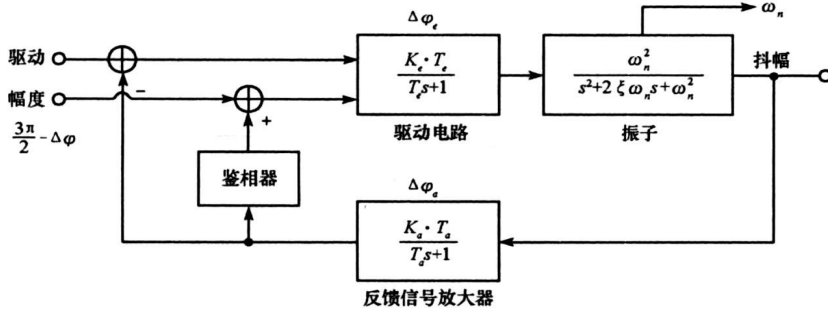 Δφe
ωn
驱动
Ke·Te
Tes+1
ωn²
s²+2ξωns+ωn²
抖幅
幅度
−
+
3π/2-Δφ
驱动电路
振子
鉴相器
Δφa
Ka·Ta
Tas+1
反馈信号放大器